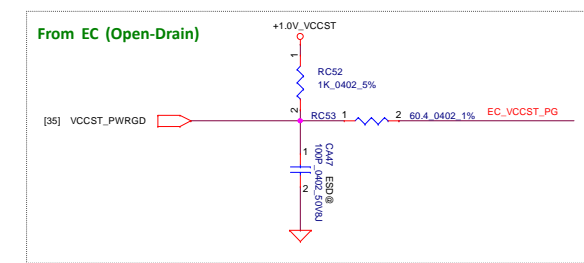 From EC (Open-Drain)
+1.0V_VCCST
1
RC52
1K_0402_5%
2
[35] VCCST_PWRGD
RC53 1
2 60.4_0402_1%
EC_VCCST_PG
1
CA47
100P_0402_50V8J
ESD@
2